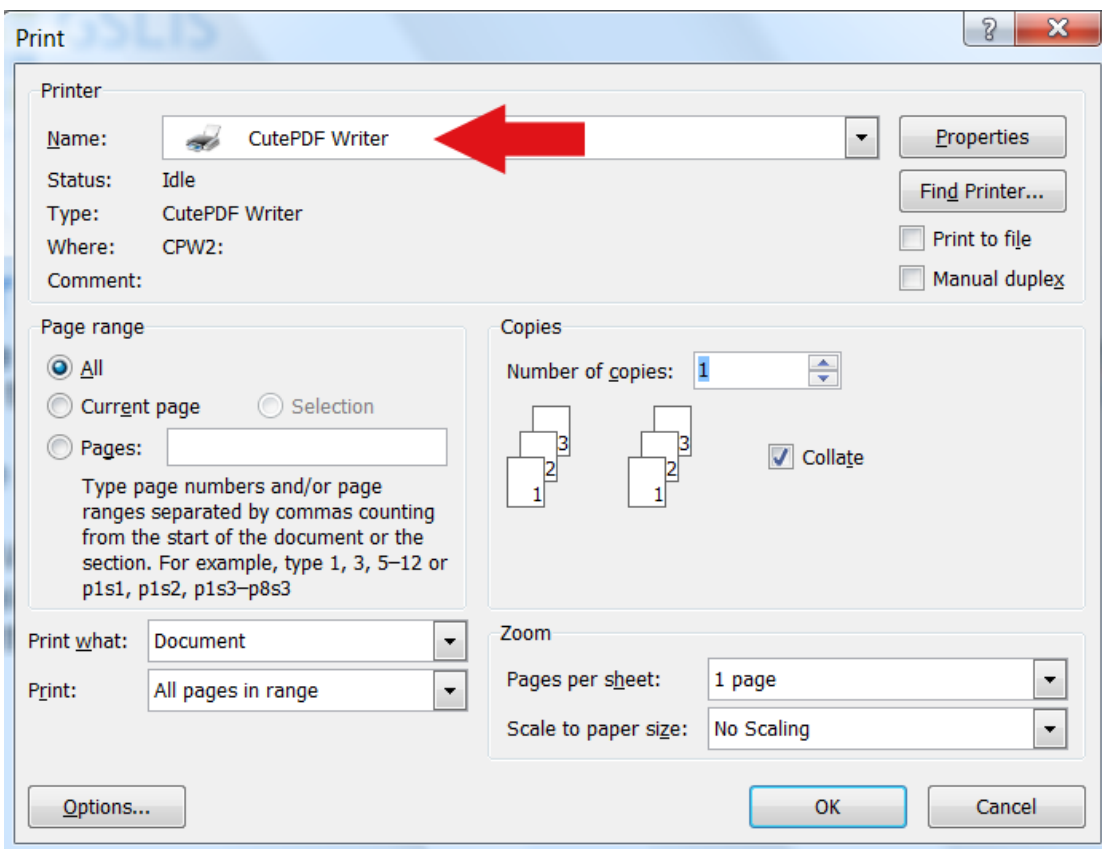 Print
Printer
Name: CutePDF Writer
Properties
Status: Idle
Find Printer...
Type: CutePDF Writer
Where: CPW2:
Print to file
Comment:
Manual duplex
Page range
All
Current page Selection
Pages:
Type page numbers and/or page
ranges separated by commas counting
from the start of the document or the
section. For example, type 1, 3, 5–12 or
p1s1, p1s2, p1s3–p8s3
Copies
Number of copies: 1
3 3
2 2
1 1
Collate
Print what: Document
Print: All pages in range
Zoom
Pages per sheet: 1 page
Scale to paper size: No Scaling
Options...
OK
Cancel